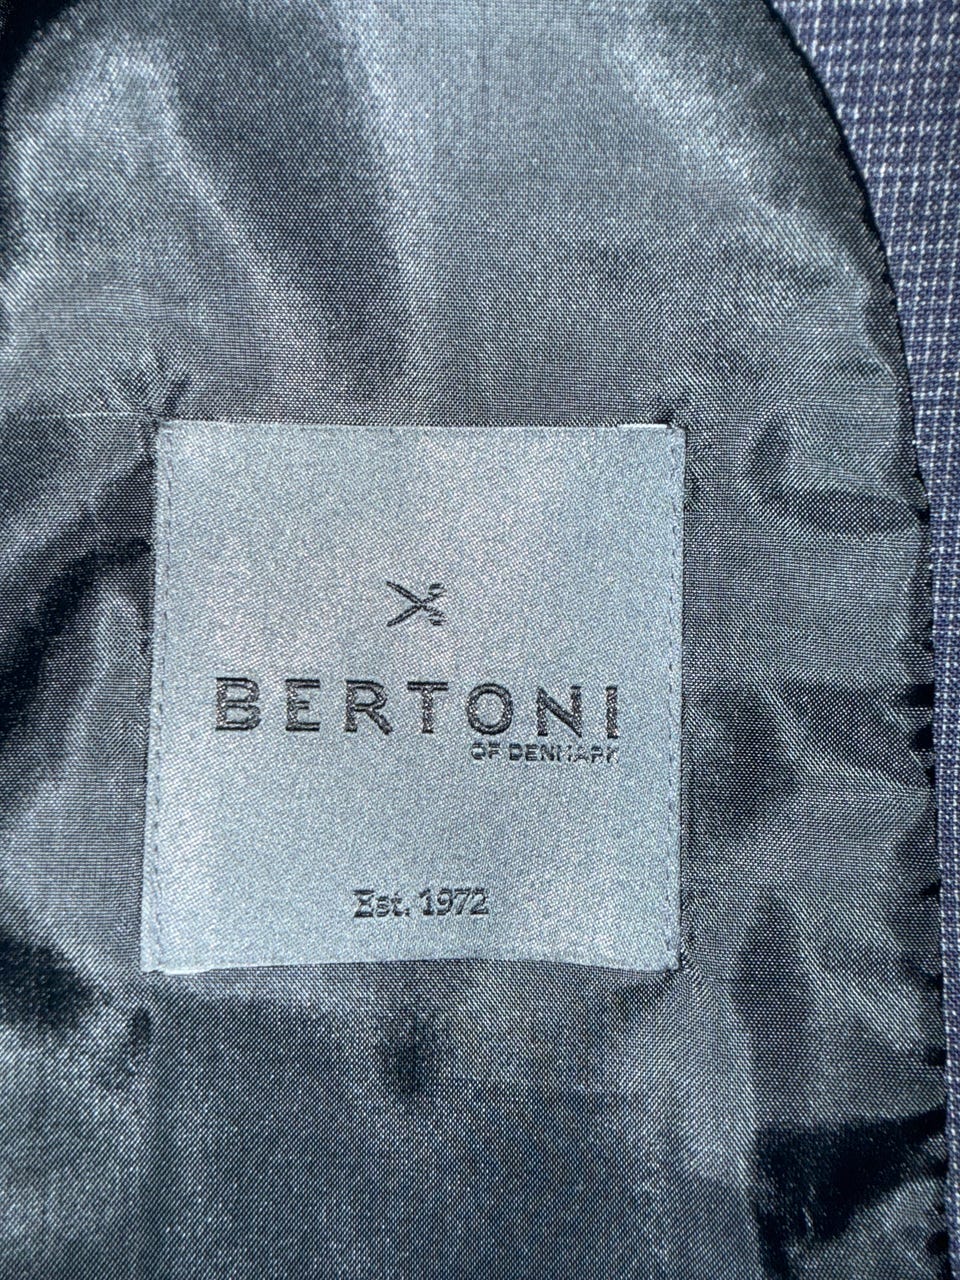 BERTONI
OF DENMARK
Est. 1972